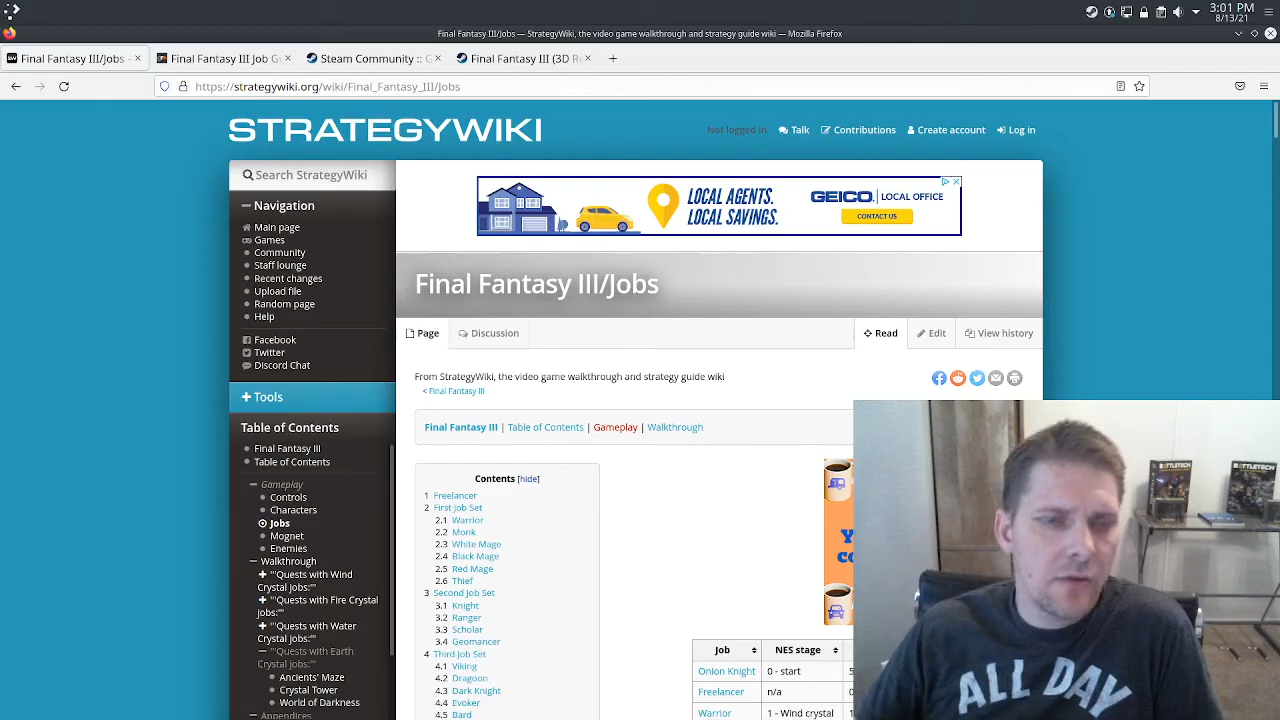 3:01 PM
8/13/21
Final Fantasy III/Jobs — StrategyWiki, the video game walkthrough and strategy guide wiki — Mozilla Firefox
Final Fantasy III/Jobs –
Final Fantasy III Job G
Steam Community :: G
Final Fantasy III (3D R
https://strategywiki.org/wiki/Final_Fantasy_III/Jobs
STRATEGYWIKI
Not logged in Talk Contributions Create account Log in
Search StrategyWiki
Navigation
Main page
Games
Community
Staff lounge
Recent changes
Upload file
Random page
Help
Facebook
Twitter
Discord Chat
Tools
Table of Contents
Final Fantasy III
Table of Contents
Gameplay
Controls
Characters
Jobs
Magnet
Enemies
Walkthrough
"'Quests with Wind
Crystal jobs:'"
"'Quests with Fire Crystal
jobs:'"
"'Quests with Water
Crystal jobs:'"
"'Quests with Earth
Crystal jobs:'"
Ancients' Maze
Crystal Tower
World of Darkness
Appendices
LOCAL AGENTS.
LOCAL SAVINGS.
GEICO. LOCAL OFFICE
CONTACT US
Final Fantasy III/Jobs
Page Discussion Read Edit View history
From StrategyWiki, the video game walkthrough and strategy guide wiki
< Final Fantasy III
Final Fantasy III | Table of Contents | Gameplay | Walkthrough
Contents [hide]
1 Freelancer
2 First Job Set
2.1 Warrior
2.2 Monk
2.3 White Mage
2.4 Black Mage
2.5 Red Mage
2.6 Thief
3 Second Job Set
3.1 Knight
3.2 Ranger
3.3 Scholar
3.4 Geomancer
4 Third Job Set
4.1 Viking
4.2 Dragoon
4.3 Dark Knight
4.4 Evoker
4.5 Bard
Y
co
Job NES stage
Onion Knight 0 - start 5
Freelancer n/a 0
Warrior 1 - Wind crystal 1
BATTLETECH
BATTLETECH
ALL DAY